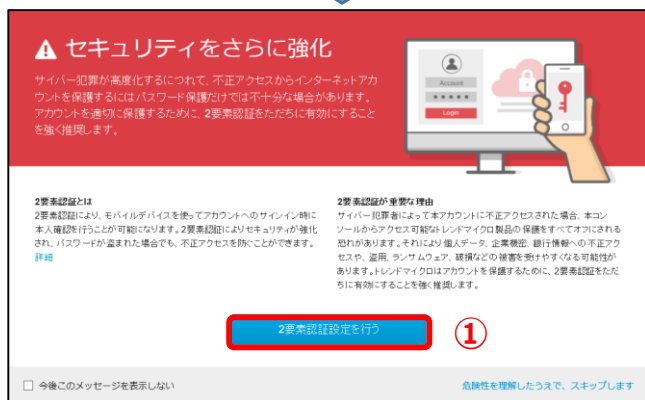 セキュリティをさらに強化
サイバー犯罪が高度化するにつれて、不正アクセスからインターネットアカ
ウントを保護するにはパスワード保護だけでは不十分な場合があります。
アカウントを適切に保護するために、2要素認証をただちに有効にすること
を強く推奨します。
Account
*****
Login
2要素認証とは
2要素認証により、モバイルデバイスを使ってアカウントへのサインイン時に
本人確認を行うことが可能になります。2要素認証によりセキュリティが強化
され、パスワードが盗まれた場合でも、不正アクセスを防ぐことができます。
詳細
2要素認証が重要な理由
サイバー犯罪者によって本アカウントに不正アクセスされた場合、本コン
ソールからアクセス可能なトレンドマイクロ製品の保護をすべてオフにされる
恐れがあります。それにより個人データ、企業機密、銀行情報への不正アク
セスや、盗用、ランサムウェア、破損などの被害を受けやすくなる可能性が
あります。トレンドマイクロはアカウントを保護するために、2要素認証をただ
ちに有効にすることを強く推奨します。
2要素認証設定を行う
①
今後このメッセージを表示しない
危険性を理解したうえで、スキップします